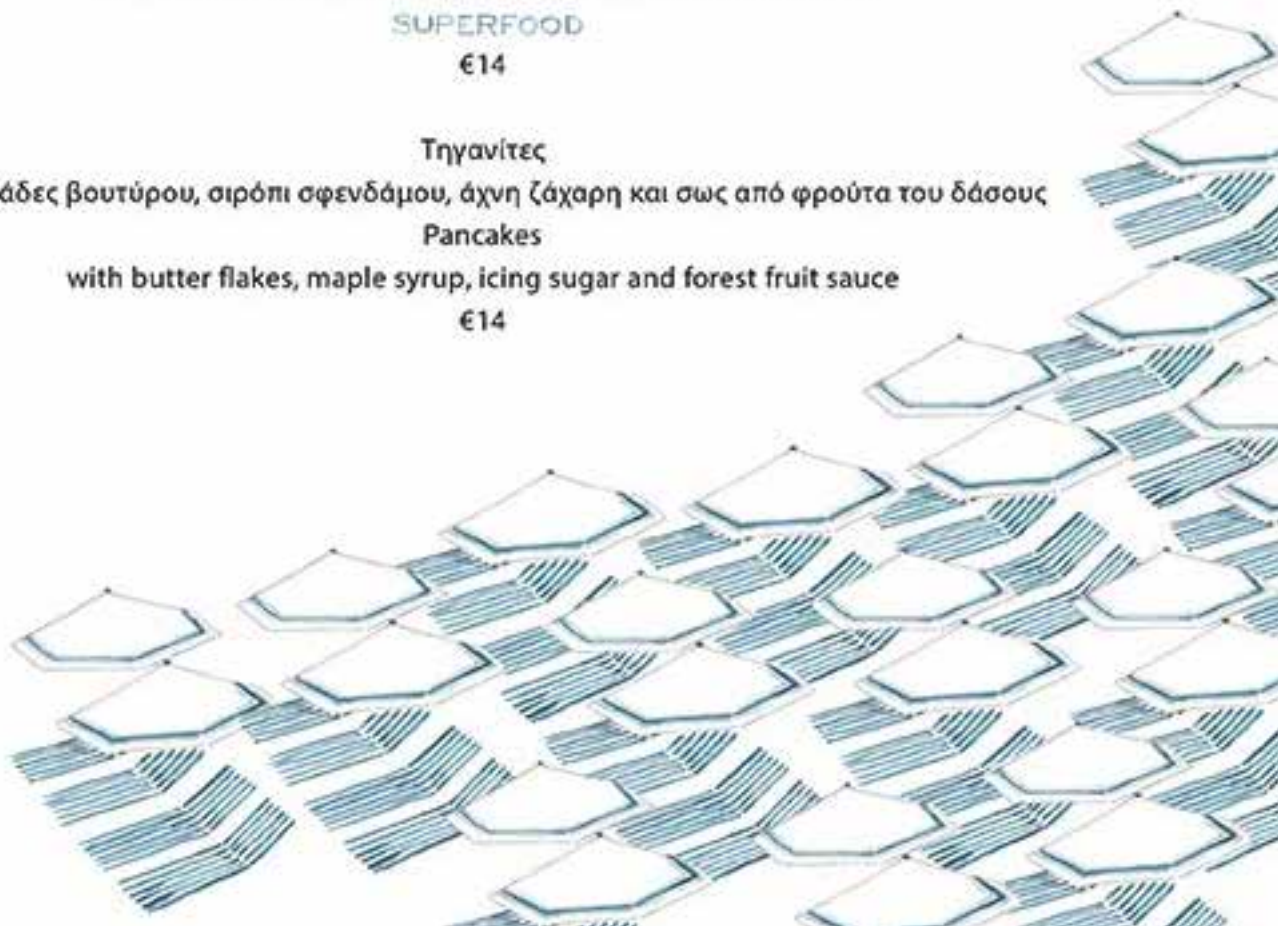 SUPERFOOD
€14
Τηγανίτες
βουτύρου, σιρόπι σφενδάμου, άχνη ζάχαρη και σως από φρούτα του δάσους
Pancakes
with butter flakes, maple syrup, icing sugar and forest fruit sauce
€14